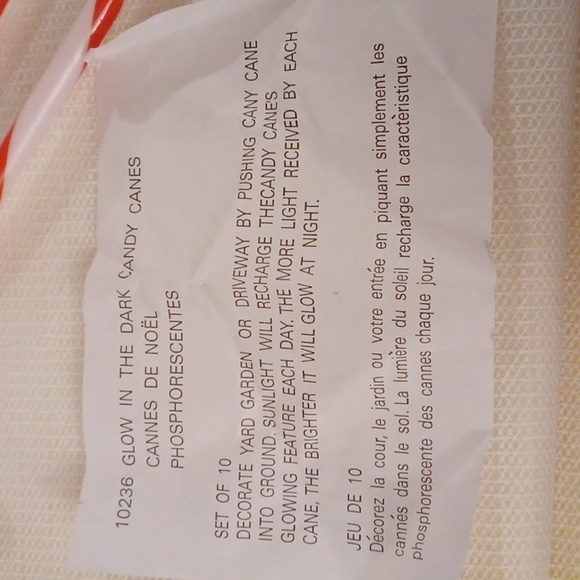 10236 GLOW IN THE DARK CANDY CANES
CANNES DE NOËL
PHOSPHORESCENTES
SET OF 10
DECORATE YARD GARDEN OR DRIVEWAY BY PUSHING CANY CANE
INTO GROUND. SUNLIGHT WILL RECHARGE THECANDY CANE'S
GLOWING FEATURE EACH DAY. THE MORE LIGHT RECEIVED BY EACH
CANE, THE BRIGHTER IT WILL GLOW AT NIGHT.
JEU DE 10
Décorez la cour, le jardin ou votre entrée en piquant simplement les
cannés dans le sol. La lumière du soleil recharge la caractèristique
phosphorescente des cannes chaque jour.